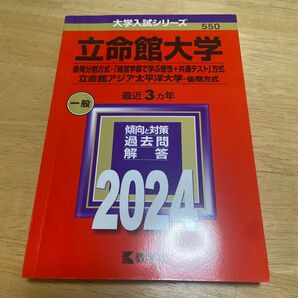 大学入試シリーズ
550
立命館大学
後期分割方式・「経営学部で学ぶ感性+共通テスト」方式
立命館アジア太平洋大学-後期方式
一般
最近3カ年
傾向と対策
過去問
解答
2024